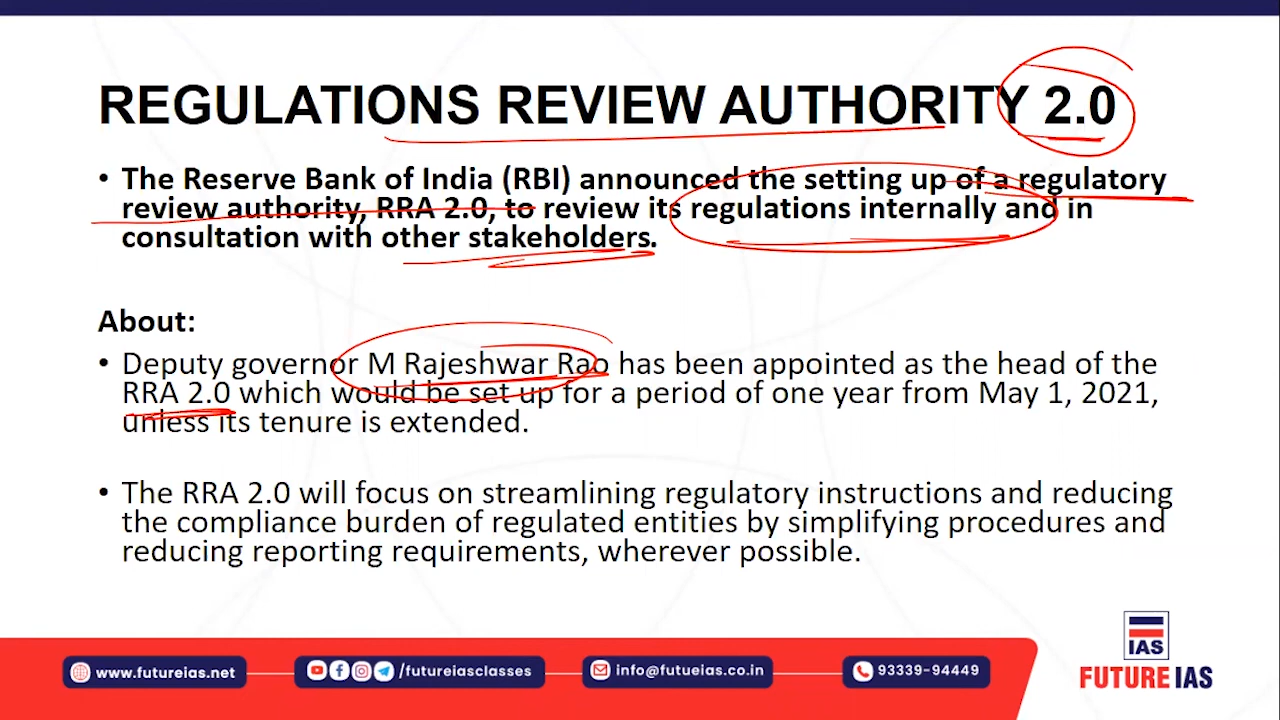 REGULATIONS REVIEW AUTHORITY 2.0
• The Reserve Bank of India (RBI) announced the setting up of a regulatory
review authority, RRA 2.0, to review its regulations internally and in
consultation with other stakeholders.
About:
• Deputy governor M Rajeshwar Rao has been appointed as the head of the
RRA 2.0 which would be set up for a period of one year from May 1, 2021,
unless its tenure is extended.
• The RRA 2.0 will focus on streamlining regulatory instructions and reducing
the compliance burden of regulated entities by simplifying procedures and
reducing reporting requirements, wherever possible.
www.futureias.net
/futureiasclasses
info@futueias.co.in
93339-94449
IAS
FUTURE IAS